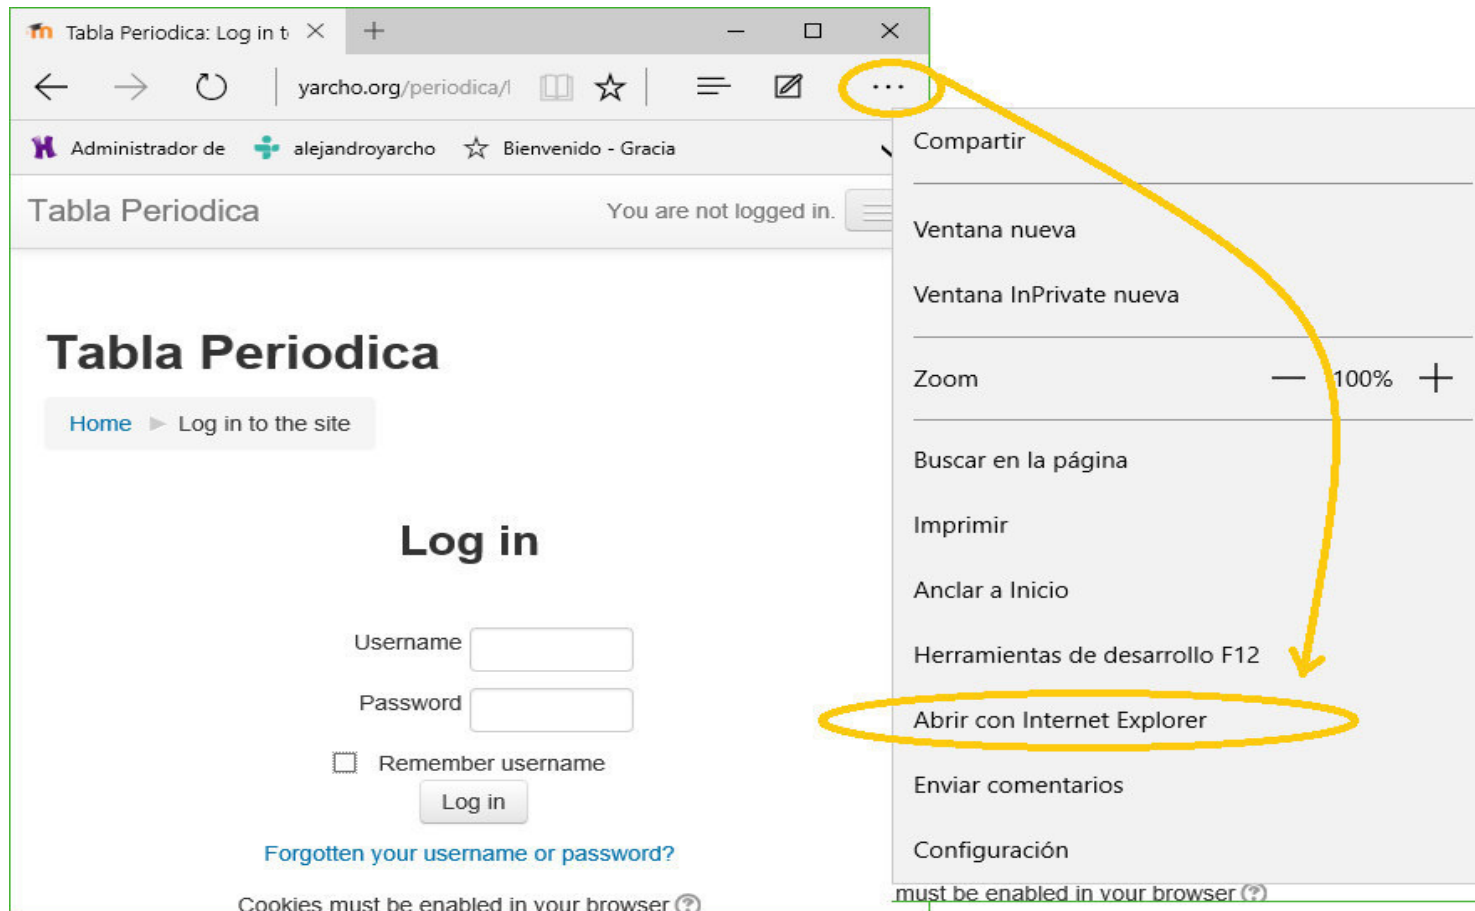 Tabla Periodica: Log in t
yarcho.org/periodica/l
Administrador de
alejandroyarcho
Bienvenido - Gracia
Tabla Periodica
You are not logged in.
Tabla Periodica
Home
Log in to the site
Log in
Username
Password
Remember username
Log in
Forgotten your username or password?
Cookies must be enabled in your browser
Compartir
Ventana nueva
Ventana InPrivate nueva
Zoom
100%
Buscar en la página
Imprimir
Anclar a Inicio
Herramientas de desarrollo F12
Abrir con Internet Explorer
Enviar comentarios
Configuración
must be enabled in your browser